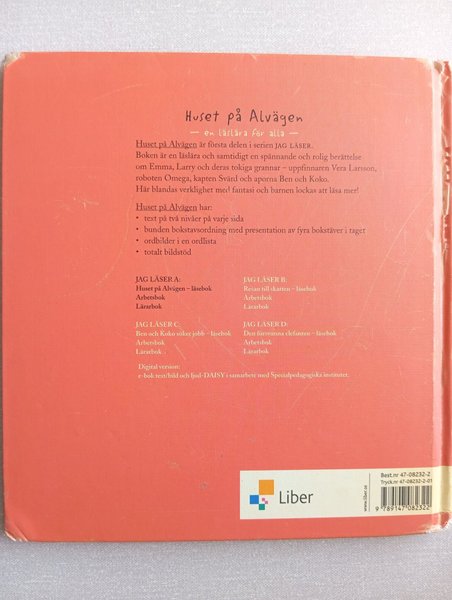 Huset på Alvägen
– en läslära för alla –
Huset på Alvägen är första delen i serien JAG LÄSER.
Boken är en läslära och samtidigt en spännande och rolig berättelse
om Emma, Larry och deras tokiga grannar – uppfinnaren Vera Larsson,
roboten Omega, kapten Svärd och aporna Ben och Koko.
Här blandas verklighet med fantasi och barnen lockas att läsa mer!
Huset på Alvägen har:
• text på två nivåer på varje sida
• bunden bokstavsordning med presentation av fyra bokstäver i taget
• ordbilder i en ordlista
• totalt bildstöd
JAG LÄSER A:
Huset på Alvägen – läsebok
Arbetsbok
Lärarbok
JAG LÄSER B:
Resan till skatten – läsebok
Arbetsbok
Lärarbok
JAG LÄSER C:
Ben och Koko söker jobb – läsebok
Arbetsbok
Lärarbok
JAG LÄSER D:
Den försvunna elefanten – läsebok
Arbetsbok
Lärarbok
Digital version:
e-bok text/bild och ljud-DAISY i samarbete med Specialpedagogiska institutet.
Best.nr 47-08232-2
Tryck.nr 47-08232-2-01
Liber
www.liber.se
9 789147 082322